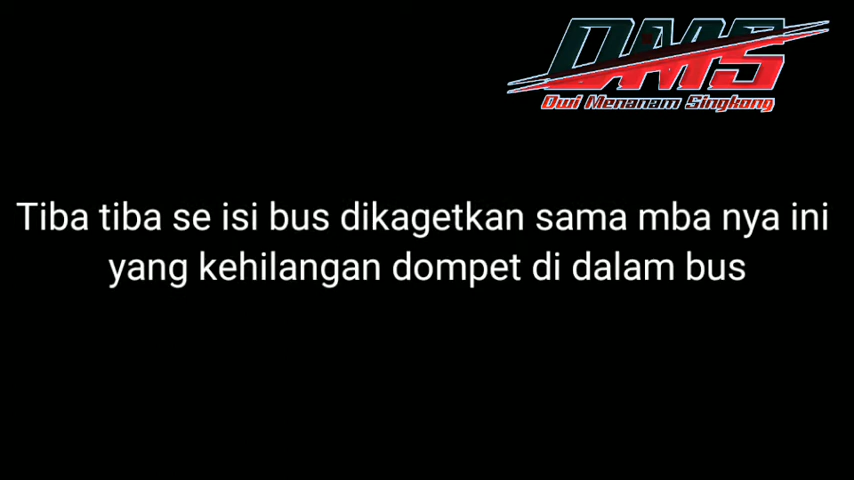 DMS
Dwi Menanam Singkong
Tiba tiba se isi bus dikagetkan sama mba nya ini
yang kehilangan dompet di dalam bus